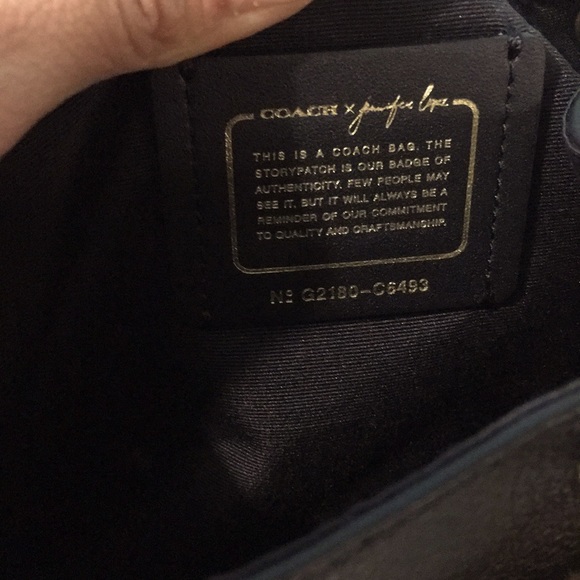 COACH × Jennifer Lopez
THIS IS A COACH BAG. THE
STORYPATCH IS OUR BADGE OF
AUTHENTICITY. FEW PEOPLE MAY
SEE IT. BUT IT WILL ALWAYS BE A
REMINDER OF OUR COMMITMENT
TO QUALITY AND CRAFTSMANSHIP.
Nº G2180-C6493